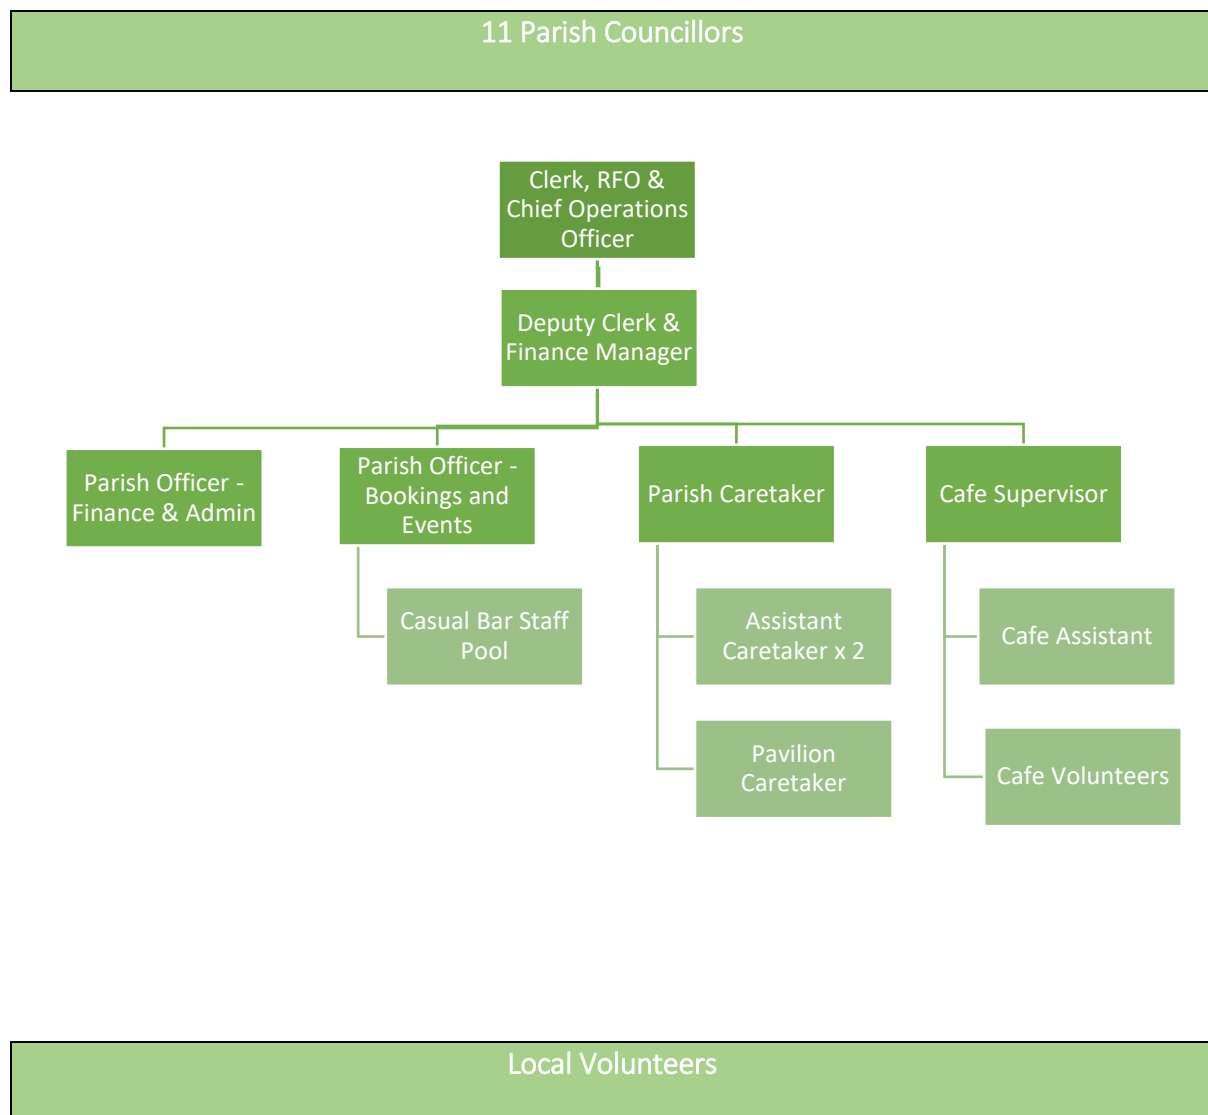 11 Parish Councillors
Clerk, RFO &
Chief Operations
Officer
Deputy Clerk &
Finance Manager
Parish Officer -
Finance & Admin
Parish Officer -
Bookings and
Events
Parish Caretaker
Cafe Supervisor
Casual Bar Staff
Pool
Assistant
Caretaker x 2
Cafe Assistant
Pavilion
Caretaker
Cafe Volunteers
Local Volunteers